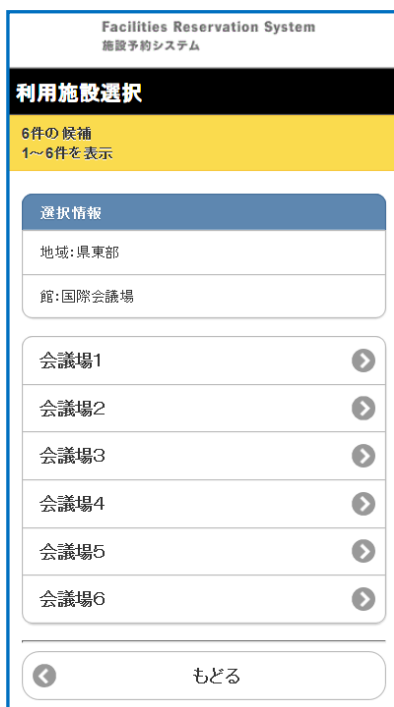 Facilities Reservation System
施設予約システム
利用施設選択
6件の候補
1～6件を表示
選択情報
地域:県東部
館:国際会議場
会議場1
会議場2
会議場3
会議場4
会議場5
会議場6
もどる